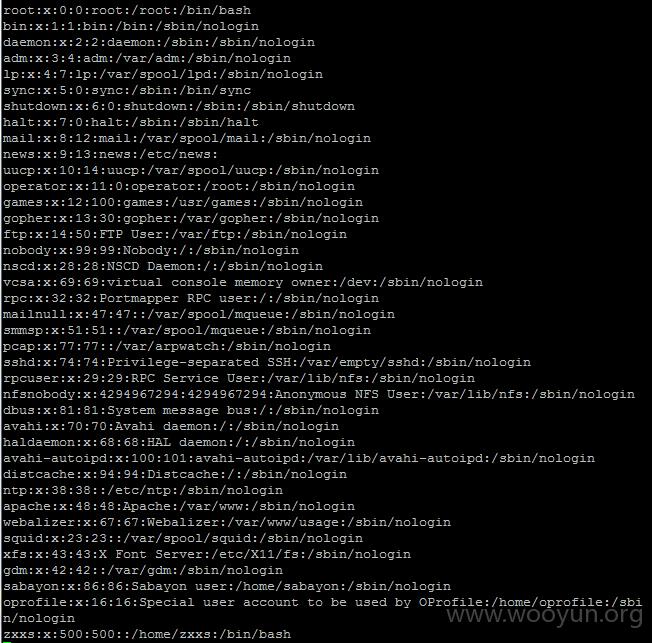 root:x:0:0:root:/root:/bin/bash
bin:x:1:1:bin:/bin:/sbin/nologin
daemon:x:2:2:daemon:/sbin:/sbin/nologin
adm:x:3:4:adm:/var/adm:/sbin/nologin
lp:x:4:7:lp:/var/spool/lpd:/sbin/nologin
sync:x:5:0:sync:/sbin:/bin/sync
shutdown:x:6:0:shutdown:/sbin:/sbin/shutdown
halt:x:7:0:halt:/sbin:/sbin/halt
mail:x:8:12:mail:/var/spool/mail:/sbin/nologin
news:x:9:13:news:/etc/news:
uucp:x:10:14:uucp:/var/spool/uucp:/sbin/nologin
operator:x:11:0:operator:/root:/sbin/nologin
games:x:12:100:games:/usr/games:/sbin/nologin
gopher:x:13:30:gopher:/var/gopher:/sbin/nologin
ftp:x:14:50:FTP User:/var/ftp:/sbin/nologin
nobody:x:99:99:Nobody:/:/sbin/nologin
nscd:x:28:28:NSCD Daemon:/:/sbin/nologin
vcsa:x:69:69:virtual console memory owner:/dev:/sbin/nologin
rpc:x:32:32:Portmapper RPC user:/:/sbin/nologin
mailnull:x:47:47::/var/spool/mqueue:/sbin/nologin
smmsp:x:51:51::/var/spool/mqueue:/sbin/nologin
pcap:x:77:77::/var/arpwatch:/sbin/nologin
sshd:x:74:74:Privilege-separated SSH:/var/empty/sshd:/sbin/nologin
rpcuser:x:29:29:RPC Service User:/var/lib/nfs:/sbin/nologin
nfsnobody:x:4294967294:4294967294:Anonymous NFS User:/var/lib/nfs:/sbin/nologin
dbus:x:81:81:System message bus:/:/sbin/nologin
avahi:x:70:70:Avahi daemon:/:/sbin/nologin
haldaemon:x:68:68:HAL daemon:/:/sbin/nologin
avahi-autoipd:x:100:101:avahi-autoipd:/var/lib/avahi-autoipd:/sbin/nologin
distcache:x:94:94:Distcache:/:/sbin/nologin
ntp:x:38:38::/etc/ntp:/sbin/nologin
apache:x:48:48:Apache:/var/www:/sbin/nologin
webalizer:x:67:67:Webalizer:/var/www/usage:/sbin/nologin
squid:x:23:23::/var/spool/squid:/sbin/nologin
xfs:x:43:43:X Font Server:/etc/X11/fs:/sbin/nologin
gdm:x:42:42::/var/gdm:/sbin/nologin
sabayon:x:86:86:Sabayon user:/home/sabayon:/sbin/nologin
oprofile:x:16:16:Special user account to be used by OProfile:/home/oprofile:/sbi
n/nologin
zxxs:x:500:500::/home/zxxs:/bin/bash
www.wooyun.org